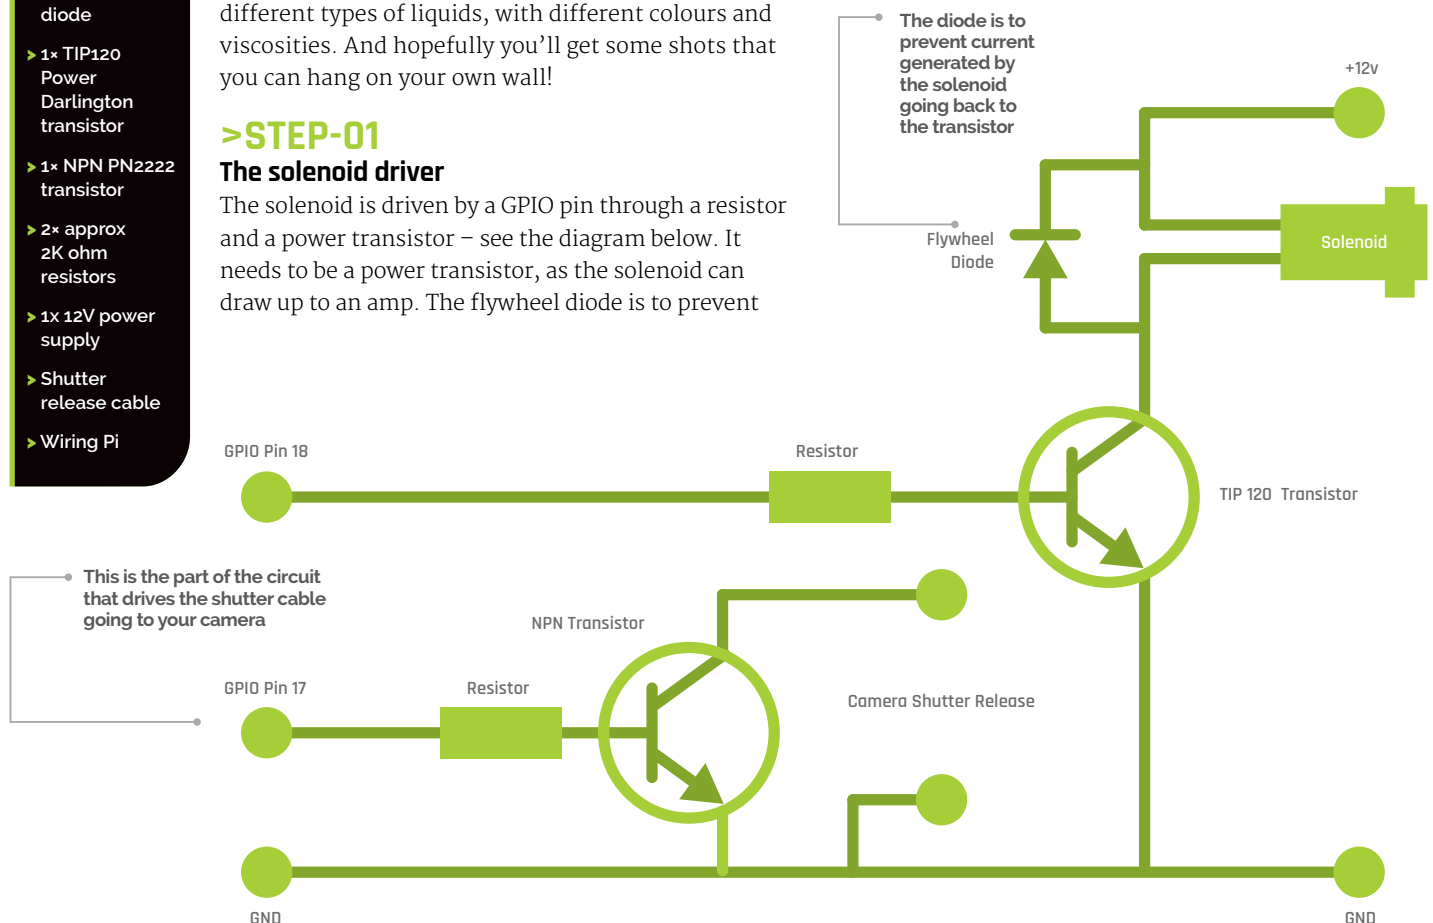 diode
> 1× TIP120
Power
Darlington
transistor
> 1× NPN PN2222
transistor
> 2× approx
2K ohm
resistors
> 1x 12V power
supply
> Shutter
release cable
> Wiring Pi
different types of liquids, with different colours and
viscosities. And hopefully you’ll get some shots that
you can hang on your own wall!
>STEP-01
The solenoid driver
The solenoid is driven by a GPIO pin through a resistor
and a power transistor – see the diagram below. It
needs to be a power transistor, as the solenoid can
draw up to an amp. The flywheel diode is to prevent
The diode is to
prevent current
generated by
the solenoid
going back to
the transistor
+12v
Flywheel
Diode
Solenoid
GPIO Pin 18
Resistor
TIP 120 Transistor
This is the part of the circuit
that drives the shutter cable
going to your camera
NPN Transistor
GPIO Pin 17
Resistor
Camera Shutter Release
GND
GND